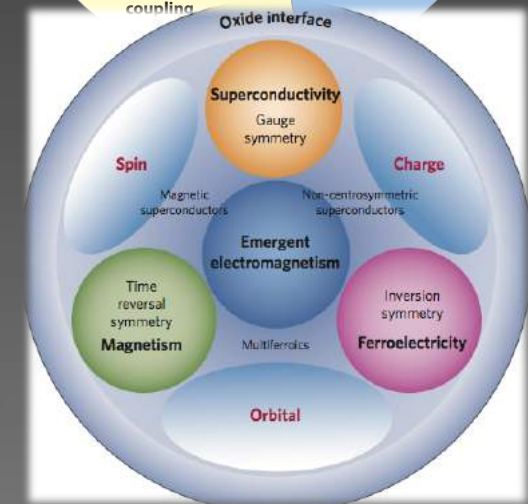 coupling
Oxide interface
Superconductivity
Gauge
symmetry
Spin
Charge
Magnetic
superconductors
Non-centrosymmetric
superconductors
Emergent
electromagnetism
Time
reversal
symmetry
Magnetism
Inversion
symmetry
Ferroelectricity
Multiferroics
Orbital